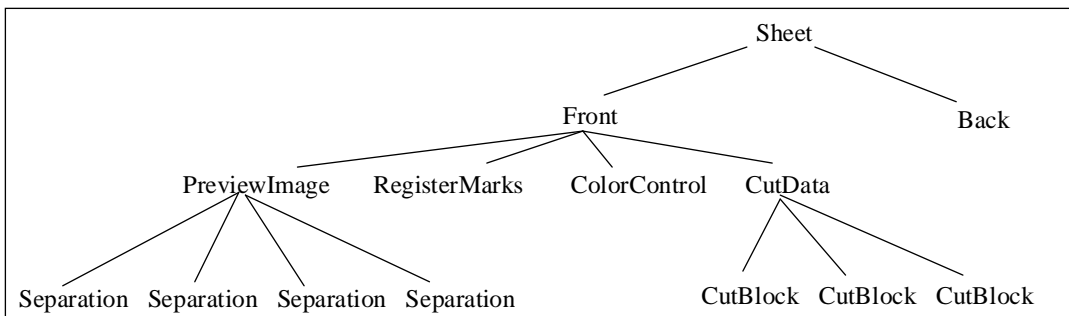 Sheet
Front Back
PreviewImage RegisterMarks ColorControl CutData
Separation Separation Separation Separation CutBlock CutBlock CutBlock